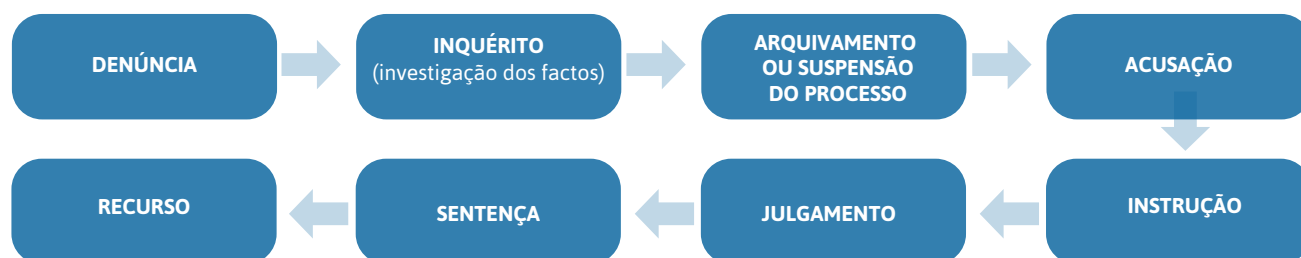 DENÚNCIA
INQUÉRITO
(investigação dos factos)
ARQUIVAMENTO
OU SUSPENSÃO
DO PROCESSO
ACUSAÇÃO
INSTRUÇÃO
JULGAMENTO
SENTENÇA
RECURSO